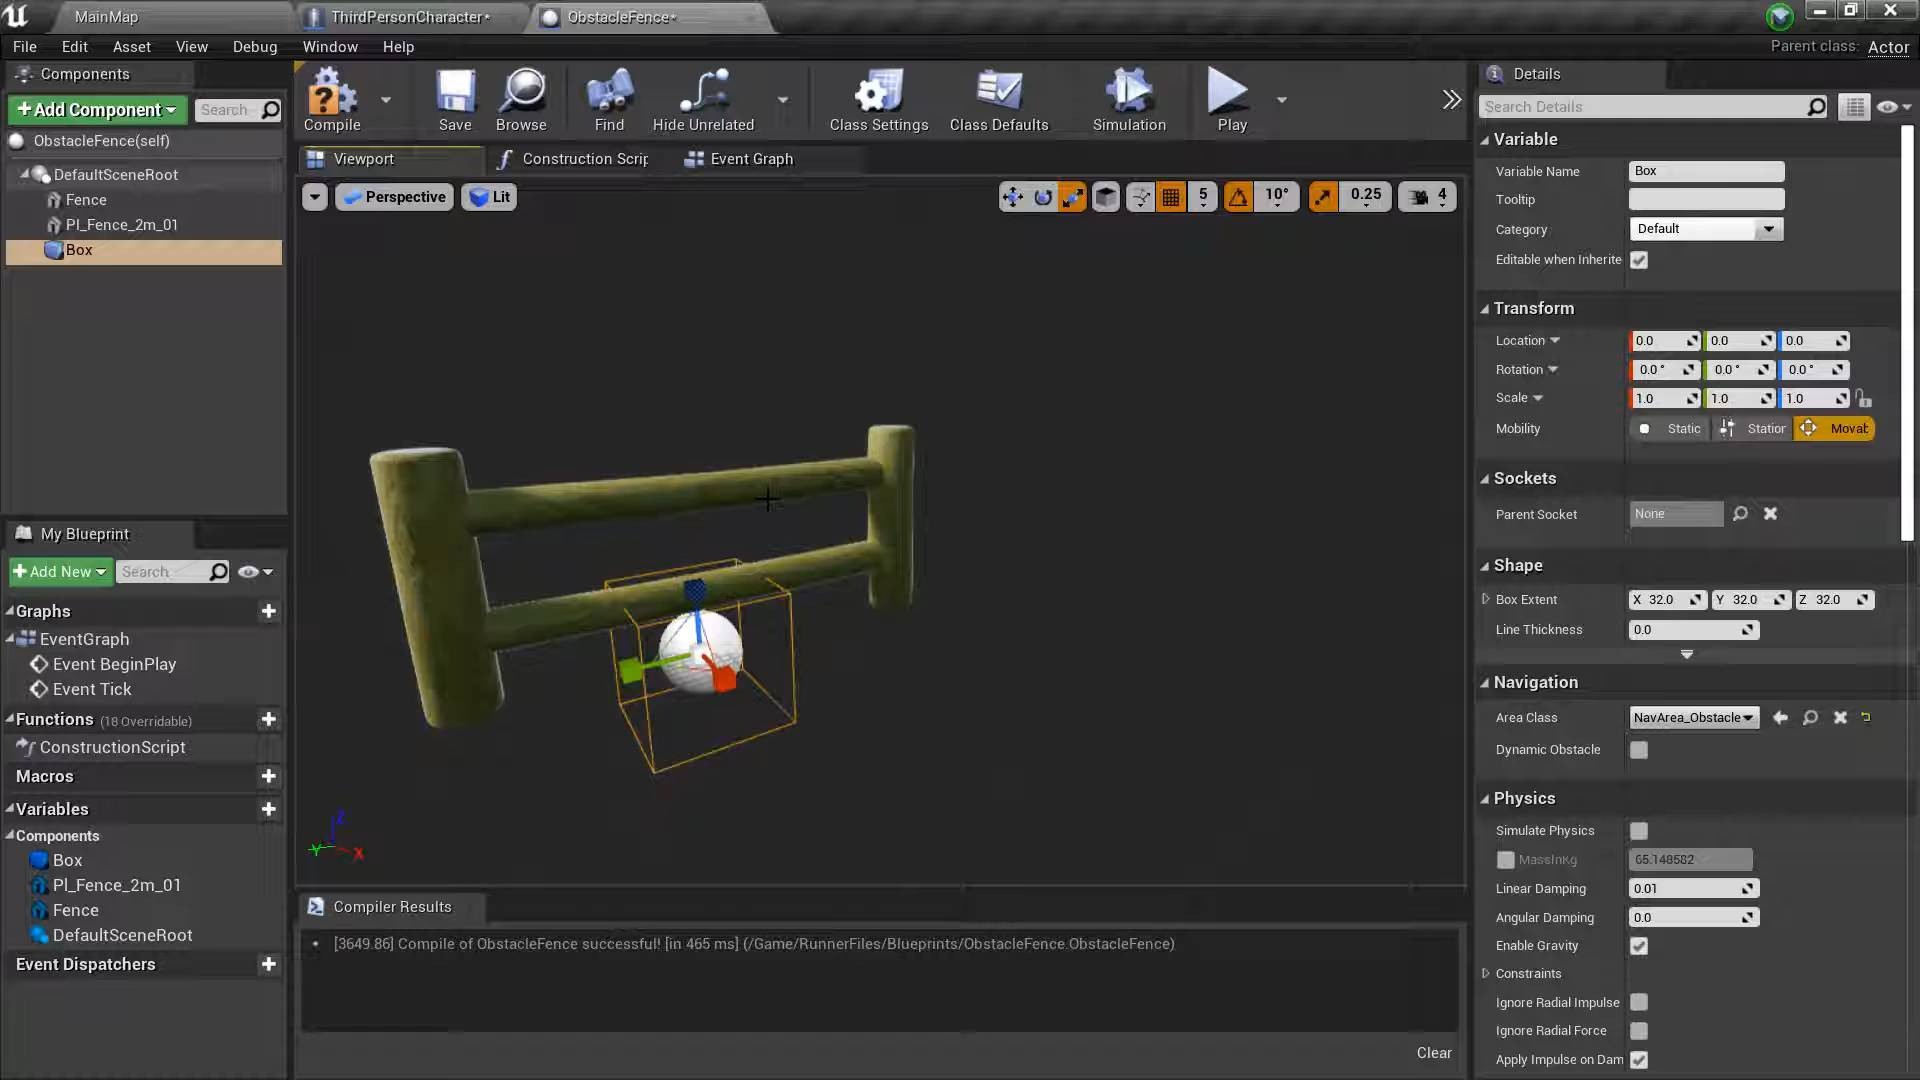 MainMap
ThirdPersonCharacter*
ObstacleFence*
File
Edit
Asset
View
Debug
Window
Help
Parent class: Actor
Components
Add Component
Search
ObstacleFence(self)
DefaultSceneRoot
Fence
Pl_Fence_2m_01
Box
Compile
Save
Browse
Find
Hide Unrelated
Class Settings
Class Defaults
Simulation
Play
Viewport
Construction Scrip
Event Graph
Perspective
Lit
5
10°
0.25
4
Z
Y
X
My Blueprint
Add New
Search
Graphs
EventGraph
Event BeginPlay
Event Tick
Functions (18 Overridable)
ConstructionScript
Macros
Variables
Components
Box
Pl_Fence_2m_01
Fence
DefaultSceneRoot
Event Dispatchers
Compiler Results
• [3649.86] Compile of ObstacleFence successful! [in 465 ms] (/Game/RunnerFiles/Blueprints/ObstacleFence.ObstacleFence)
Clear
Details
Search Details
Variable
Variable Name Box
Tooltip
Category Default
Editable when Inherite
Transform
Location 0.0 0.0 0.0
Rotation 0.0 ° 0.0 ° 0.0 °
Scale 1.0 1.0 1.0
Mobility Static Station Movab
Sockets
Parent Socket None
Shape
Box Extent X 32.0 Y 32.0 Z 32.0
Line Thickness 0.0
Navigation
Area Class NavArea_Obstacle
Dynamic Obstacle
Physics
Simulate Physics
MassInKg 65.148582
Linear Damping 0.01
Angular Damping 0.0
Enable Gravity
Constraints
Ignore Radial Impulse
Ignore Radial Force
Apply Impulse on Dam